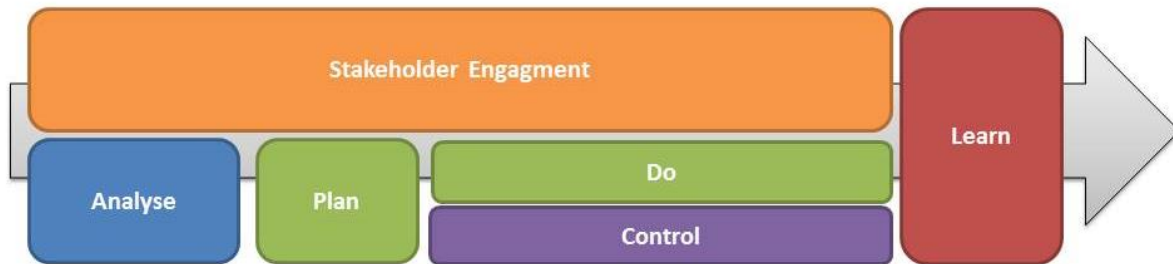 Stakeholder Engagment
Learn
Analyse
Plan
Do
Control